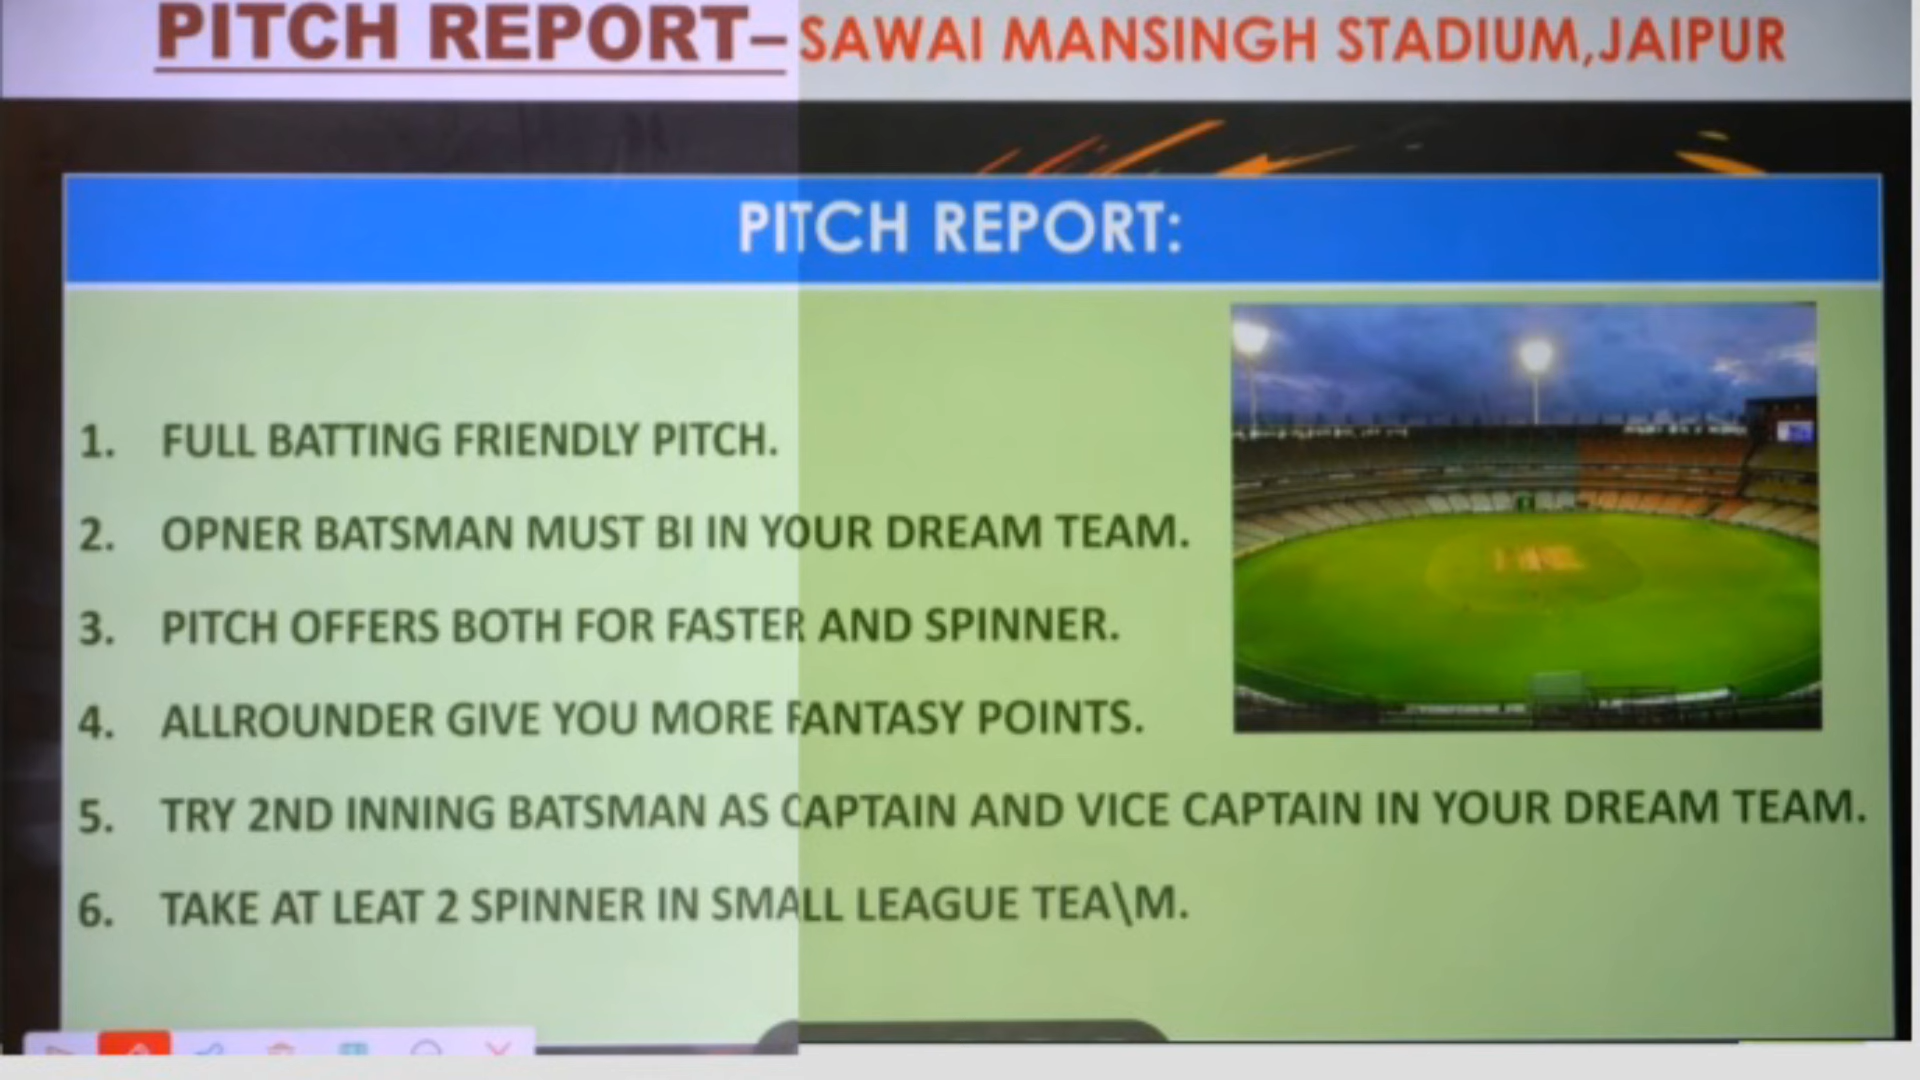 PITCH REPORT– SAWAI MANSINGH STADIUM,JAIPUR
PITCH REPORT:
1. FULL BATTING FRIENDLY PITCH.
2. OPNER BATSMAN MUST BI IN YOUR DREAM TEAM.
3. PITCH OFFERS BOTH FOR FASTER AND SPINNER.
4. ALLROUNDER GIVE YOU MORE FANTASY POINTS.
5. TRY 2ND INNING BATSMAN AS CAPTAIN AND VICE CAPTAIN IN YOUR DREAM TEAM.
6. TAKE AT LEAT 2 SPINNER IN SMALL LEAGUE TEA\M.